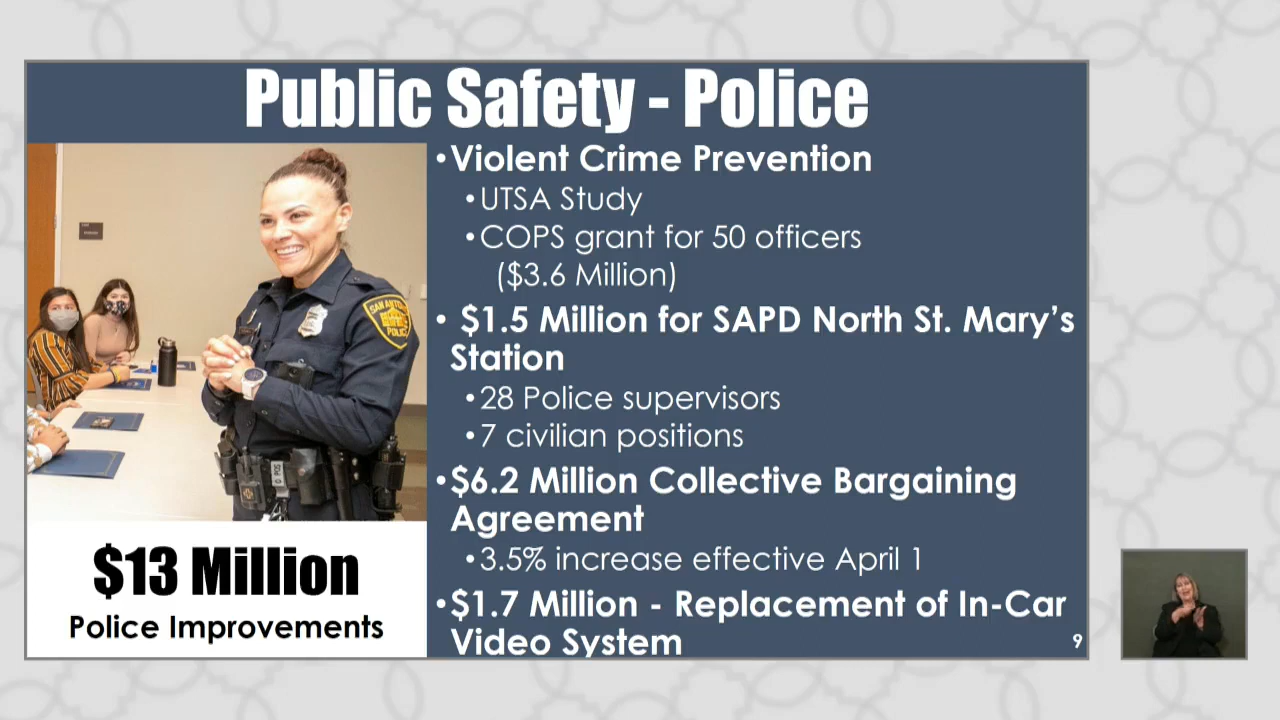 Public Safety - Police
•Violent Crime Prevention
•UTSA Study
•COPS grant for 50 officers
($3.6 Million)
• $1.5 Million for SAPD North St. Mary's
Station
•28 Police supervisors
•7 civilian positions
•$6.2 Million Collective Bargaining
Agreement
•3.5% increase effective April 1
•$1.7 Million - Replacement of In-Car
Video System
SAN ANTONIO
POLICE
$13 Million
Police Improvements
9